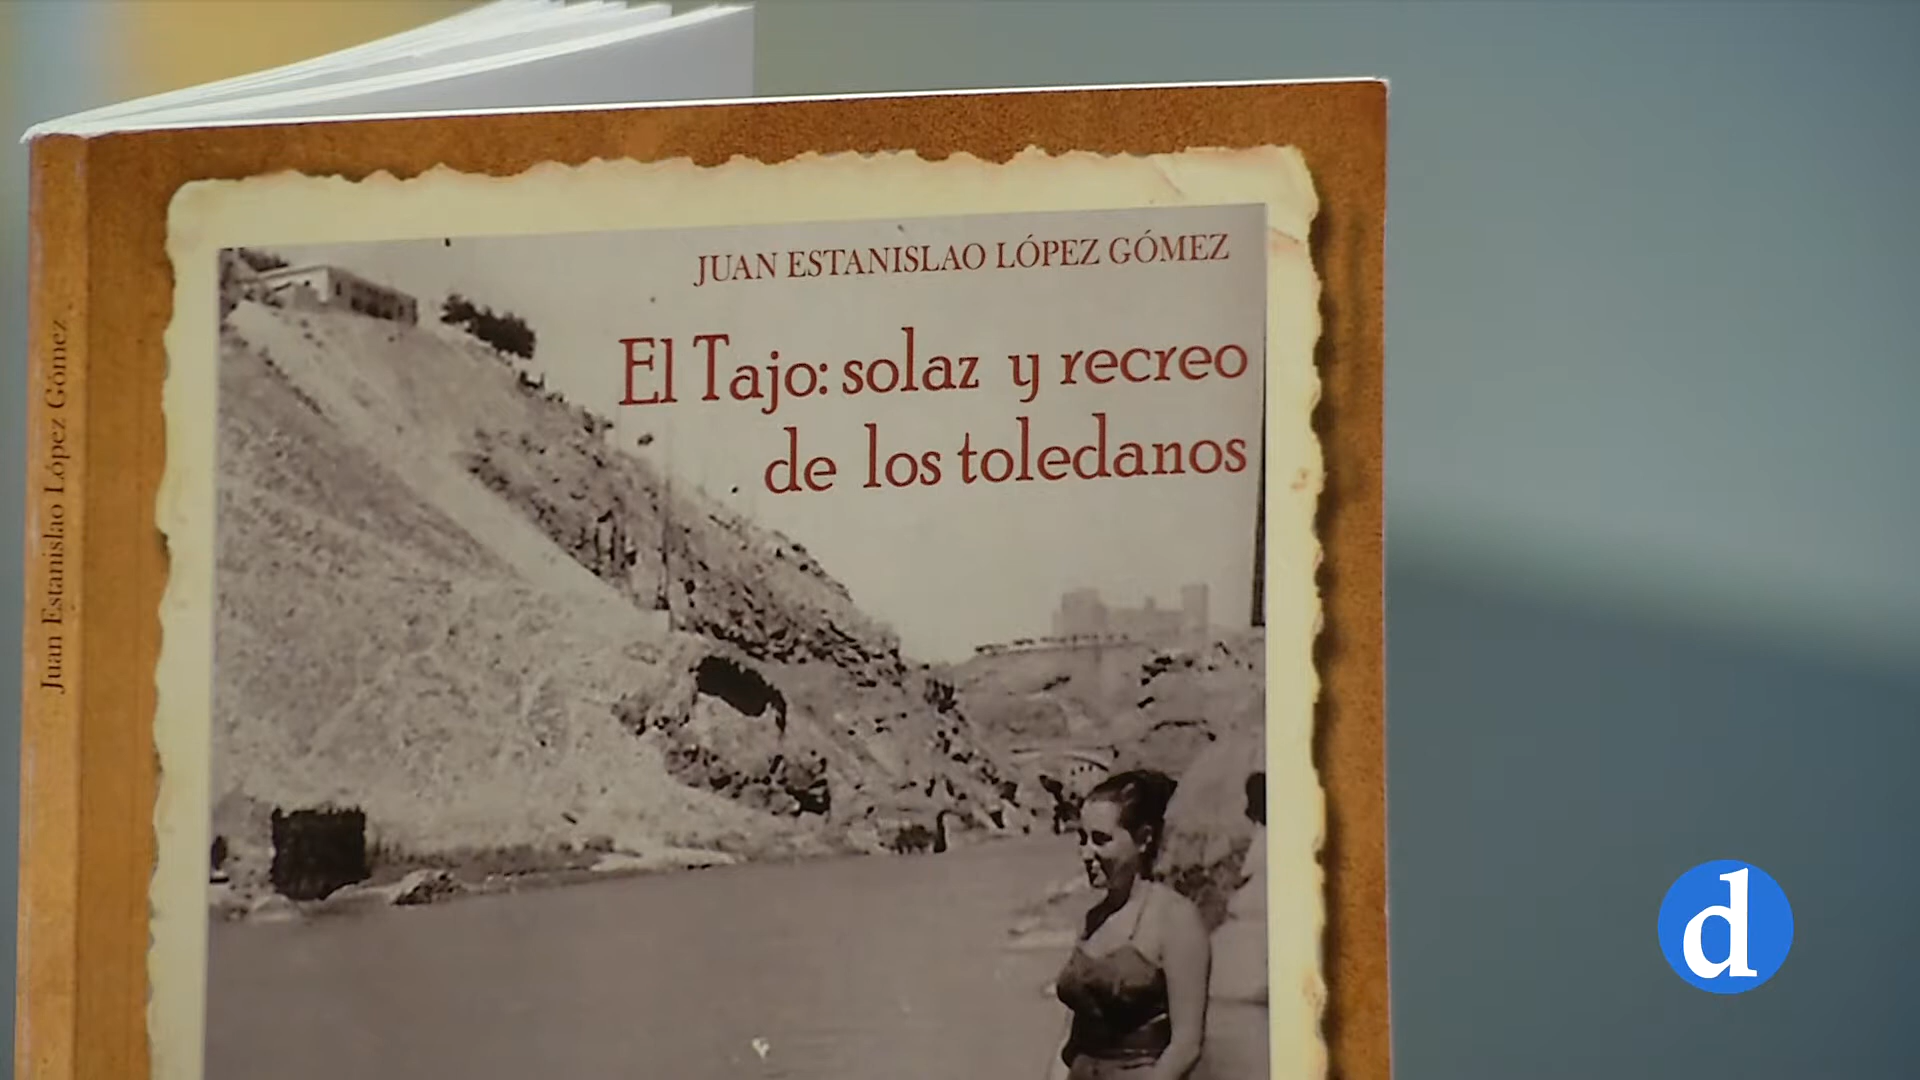 JUAN ESTANISLAO LÓPEZ GÓMEZ
El Tajo: solaz y recreo
de los toledanos
Juan Estanislao López Gómez
d